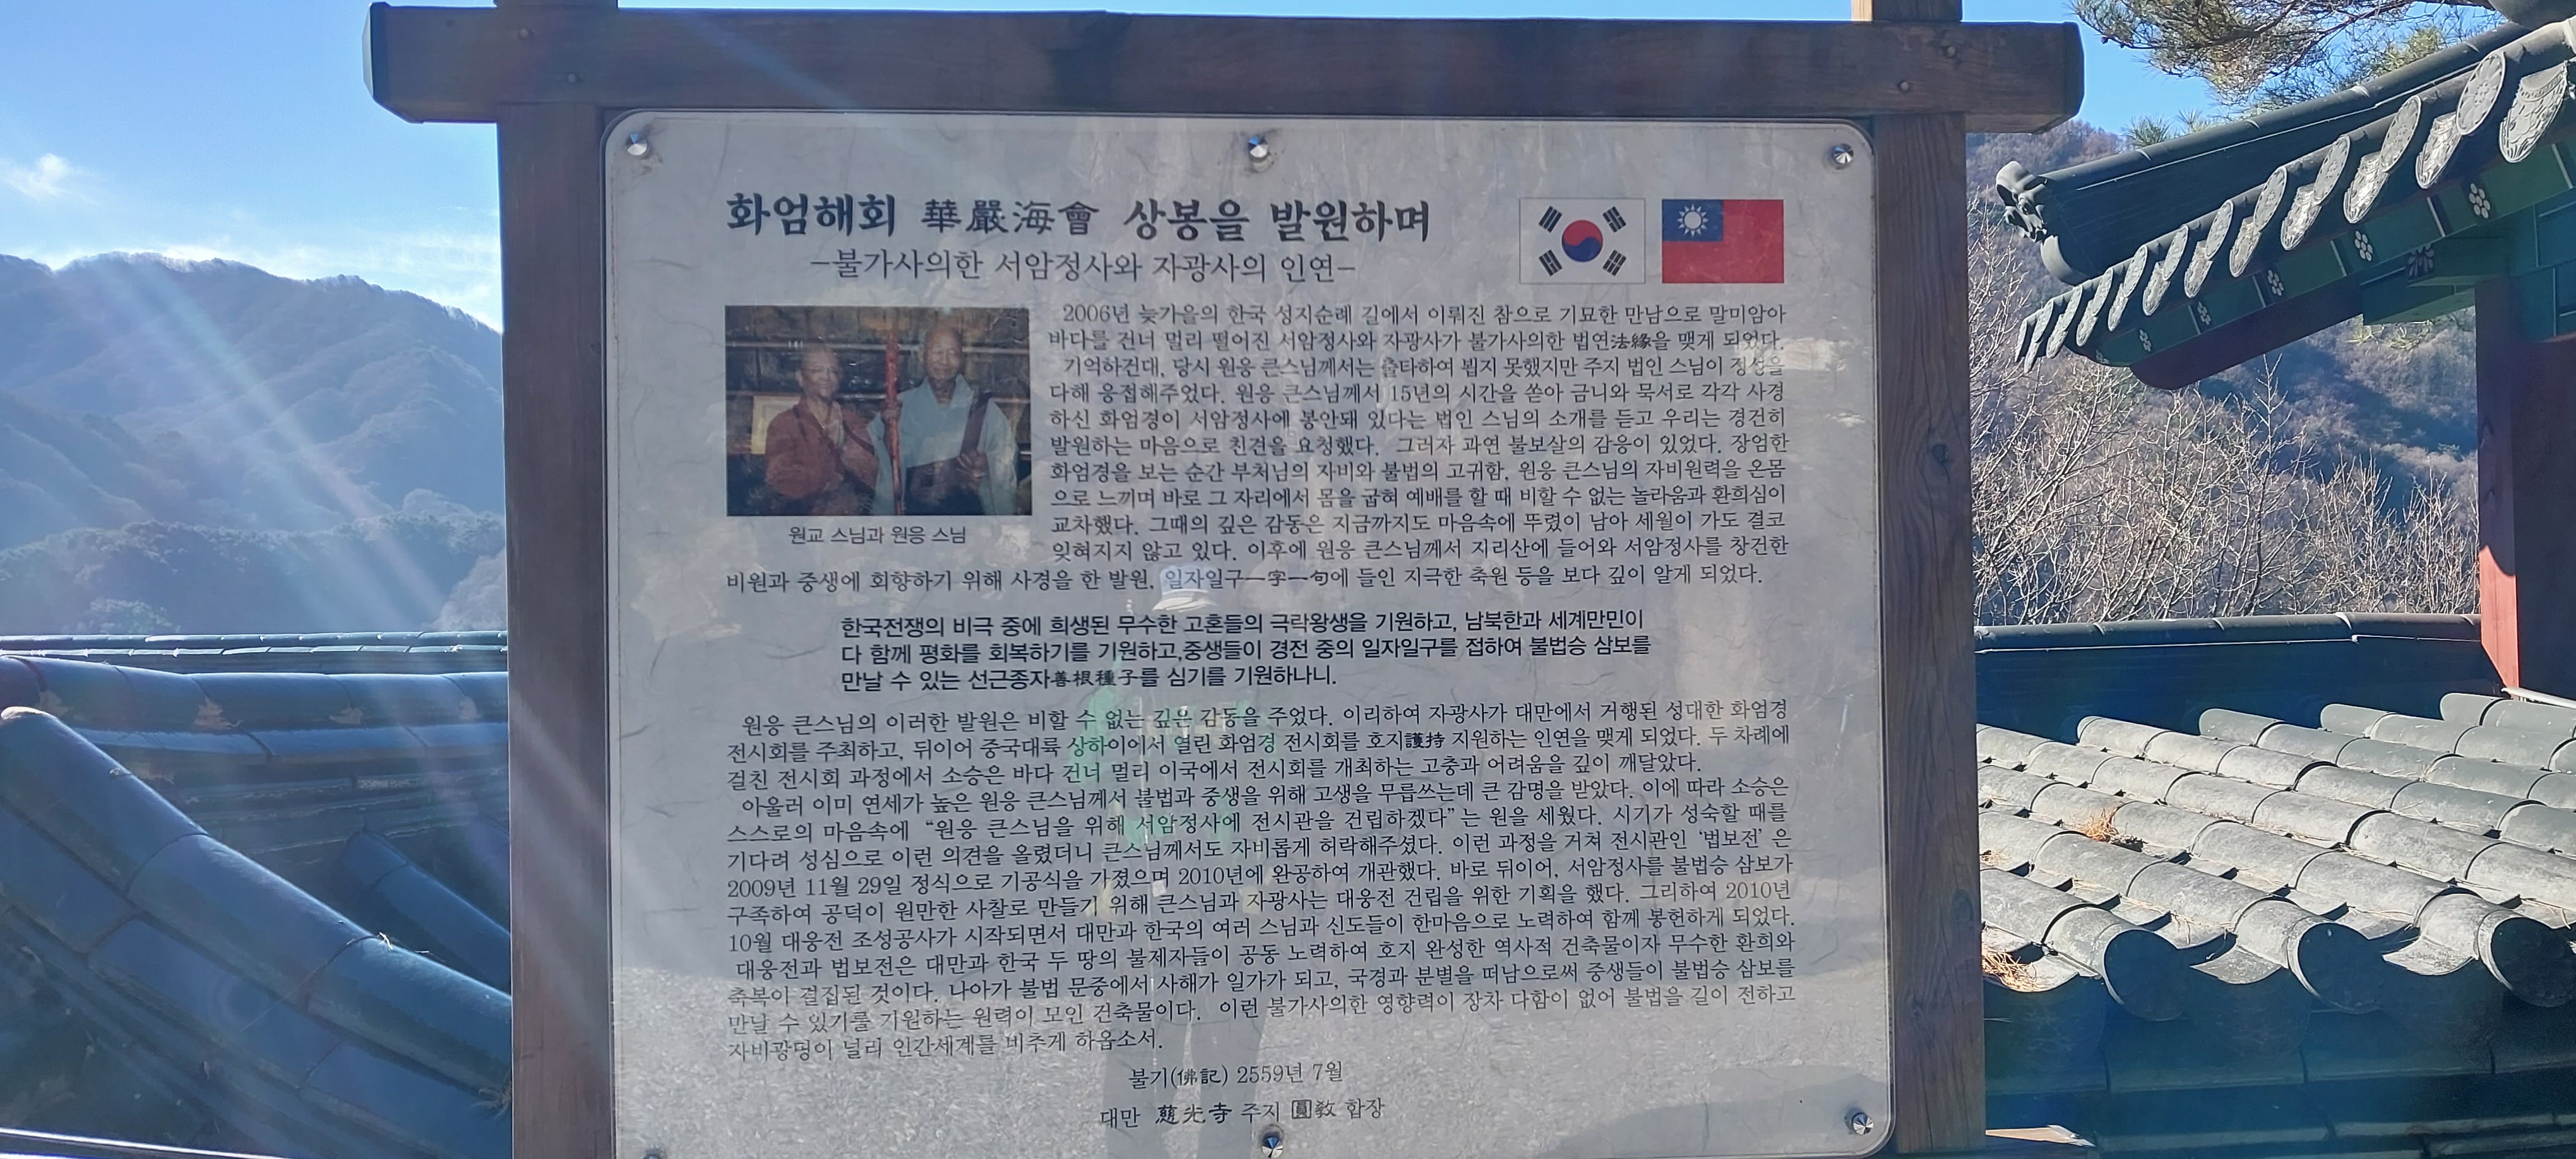 화엄해회 華嚴海會 상봉을 발원하며
-불가사의한 서암정사와 자광사의 인연-
2006년 늦가을의 한국 성지순례 길에서 이뤄진 참으로 기묘한 만남으로 말미암아
바다를 건너 멀리 떨어진 서암정사와 자광사가 불가사의한 법연法緣을 맺게 되었다.
기억하건대, 당시 원응 큰스님께서는 출타하여 뵙지 못했지만 주지 법인 스님이 정성을
다해 응접해주었다. 원응 큰스님께서 15년의 시간을 쏟아 금니와 묵서로 각각 사경
하신 화엄경이 서암정사에 봉안돼 있다는 법인 스님의 소개를 듣고 우리는 경건히
발원하는 마음으로 친견을 요청했다. 그러자 과연 불보살의 감응이 있었다. 장엄한
화엄경을 보는 순간 부처님의 자비와 불법의 고귀함, 원응 큰스님의 자비원력을 온몸
으로 느끼며 바로 그 자리에서 몸을 굽혀 예배를 할 때 비할 수 없는 놀라움과 환희심이
교차했다. 그때의 깊은 감동은 지금까지도 마음속에 뚜렷이 남아 세월이 가도 결코
잊혀지지 않고 있다. 이후에 원응 큰스님께서 지리산에 들어와 서암정사를 창건한
비원과 중생에 회향하기 위해 사경을 한 발원, 일자일구一字一句에 들인 지극한 축원 등을 보다 깊이 알게 되었다.
원교 스님과 원응 스님
한국전쟁의 비극 중에 희생된 무수한 고혼들의 극락왕생을 기원하고, 남북한과 세계만민이
다 함께 평화를 회복하기를 기원하고,중생들이 경전 중의 일자일구를 접하여 불법승 삼보를
만날 수 있는 선근종자善根種子를 심기를 기원하나니.
원응 큰스님의 이러한 발원은 비할 수 없는 깊은 감동을 주었다. 이리하여 자광사가 대만에서 거행된 성대한 화엄경
전시회를 주최하고, 뒤이어 중국대륙 상하이에서 열린 화엄경 전시회를 호지護持 지원하는 인연을 맺게 되었다. 두 차례에
걸친 전시회 과정에서 소승은 바다 건너 멀리 이국에서 전시회를 개최하는 고충과 어려움을 깊이 깨달았다.
아울러 이미 연세가 높은 원응 큰스님께서 불법과 중생을 위해 고생을 무릅쓰는데 큰 감명을 받았다. 이에 따라 소승은
스스로의 마음속에 “원응 큰스님을 위해 서암정사에 전시관을 건립하겠다”는 원을 세웠다. 시기가 성숙할 때를
기다려 성심으로 이런 의견을 올렸더니 큰스님께서도 자비롭게 허락해주셨다. 이런 과정을 거쳐 전시관인 ‘법보전’은
2009년 11월 29일 정식으로 기공식을 가졌으며 2010년에 완공하여 개관했다. 바로 뒤이어, 서암정사를 불법승 삼보가
구족하여 공덕이 원만한 사찰로 만들기 위해 큰스님과 자광사는 대웅전 건립을 위한 기획을 했다. 그리하여 2010년
10월 대웅전 조성공사가 시작되면서 대만과 한국의 여러 스님과 신도들이 한마음으로 노력하여 함께 봉헌하게 되었다.
대웅전과 법보전은 대만과 한국 두 땅의 불제자들이 공동 노력하여 호지 완성한 역사적 건축물이자 무수한 환희와
축복이 결집된 것이다. 나아가 불법 문중에서 사해가 일가가 되고, 국경과 분별을 떠남으로써 중생들이 불법승 삼보를
만날 수 있기를 기원하는 원력이 모인 건축물이다. 이런 불가사의한 영향력이 장차 다함이 없어 불법을 길이 전하고
자비광명이 널리 인간세계를 비추게 하옵소서.
불기(佛記) 2559년 7월
대만 慈光寺 주지 圓敎 합장